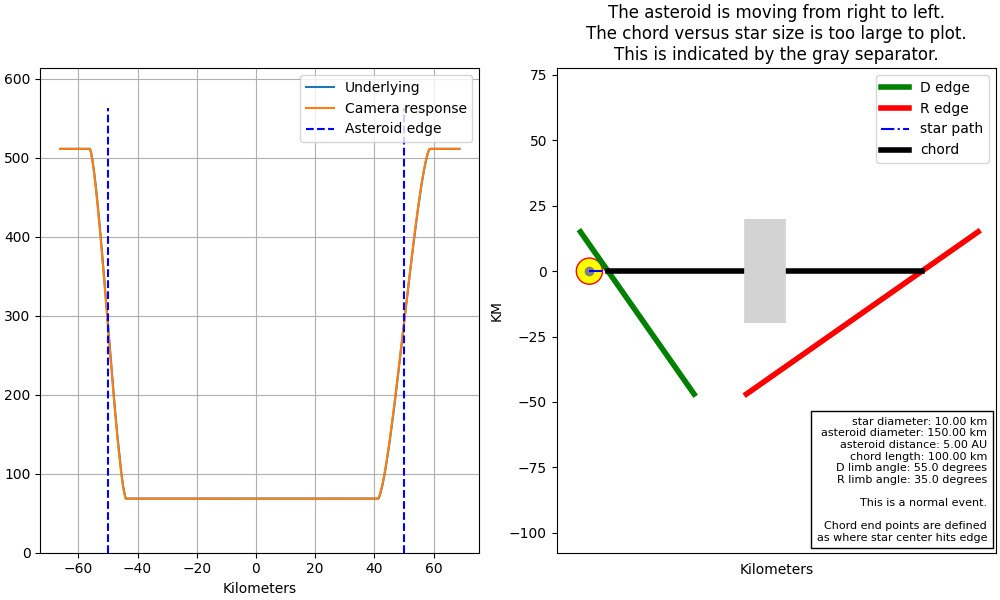 The asteroid is moving from right to left.
The chord versus star size is too large to plot.
This is indicated by the gray separator.
600
500
400
300
200
100
0
−60
−40
−20
0
20
40
60
Kilometers
Underlying
Camera response
Asteroid edge
KM
75
50
25
0
−25
−50
−75
−100
Kilometers
D edge
R edge
star path
chord
star diameter: 10.00 km
asteroid diameter: 150.00 km
asteroid distance: 5.00 AU
chord length: 100.00 km
D limb angle: 55.0 degrees
R limb angle: 35.0 degrees
This is a normal event.
Chord end points are defined
as where star center hits edge